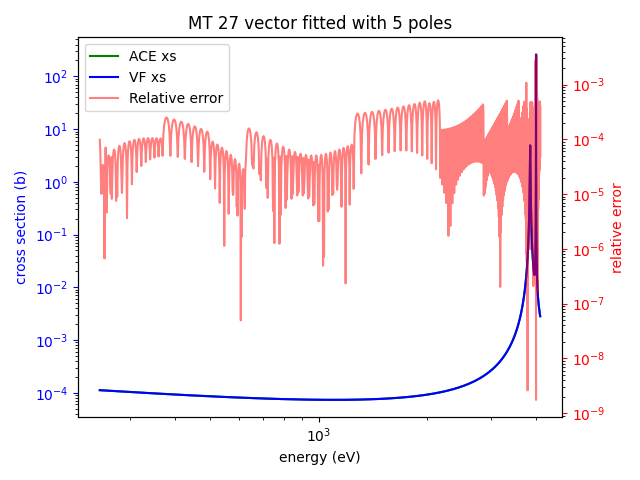 MT 27 vector fitted with 5 poles
ACE xs
VF xs
Relative error
10²
10¹
10⁰
10⁻¹
10⁻²
10⁻³
10⁻⁴
cross section (b)
10⁻³
10⁻⁴
10⁻⁵
10⁻⁶
10⁻⁷
10⁻⁸
10⁻⁹
relative error
10³
energy (eV)